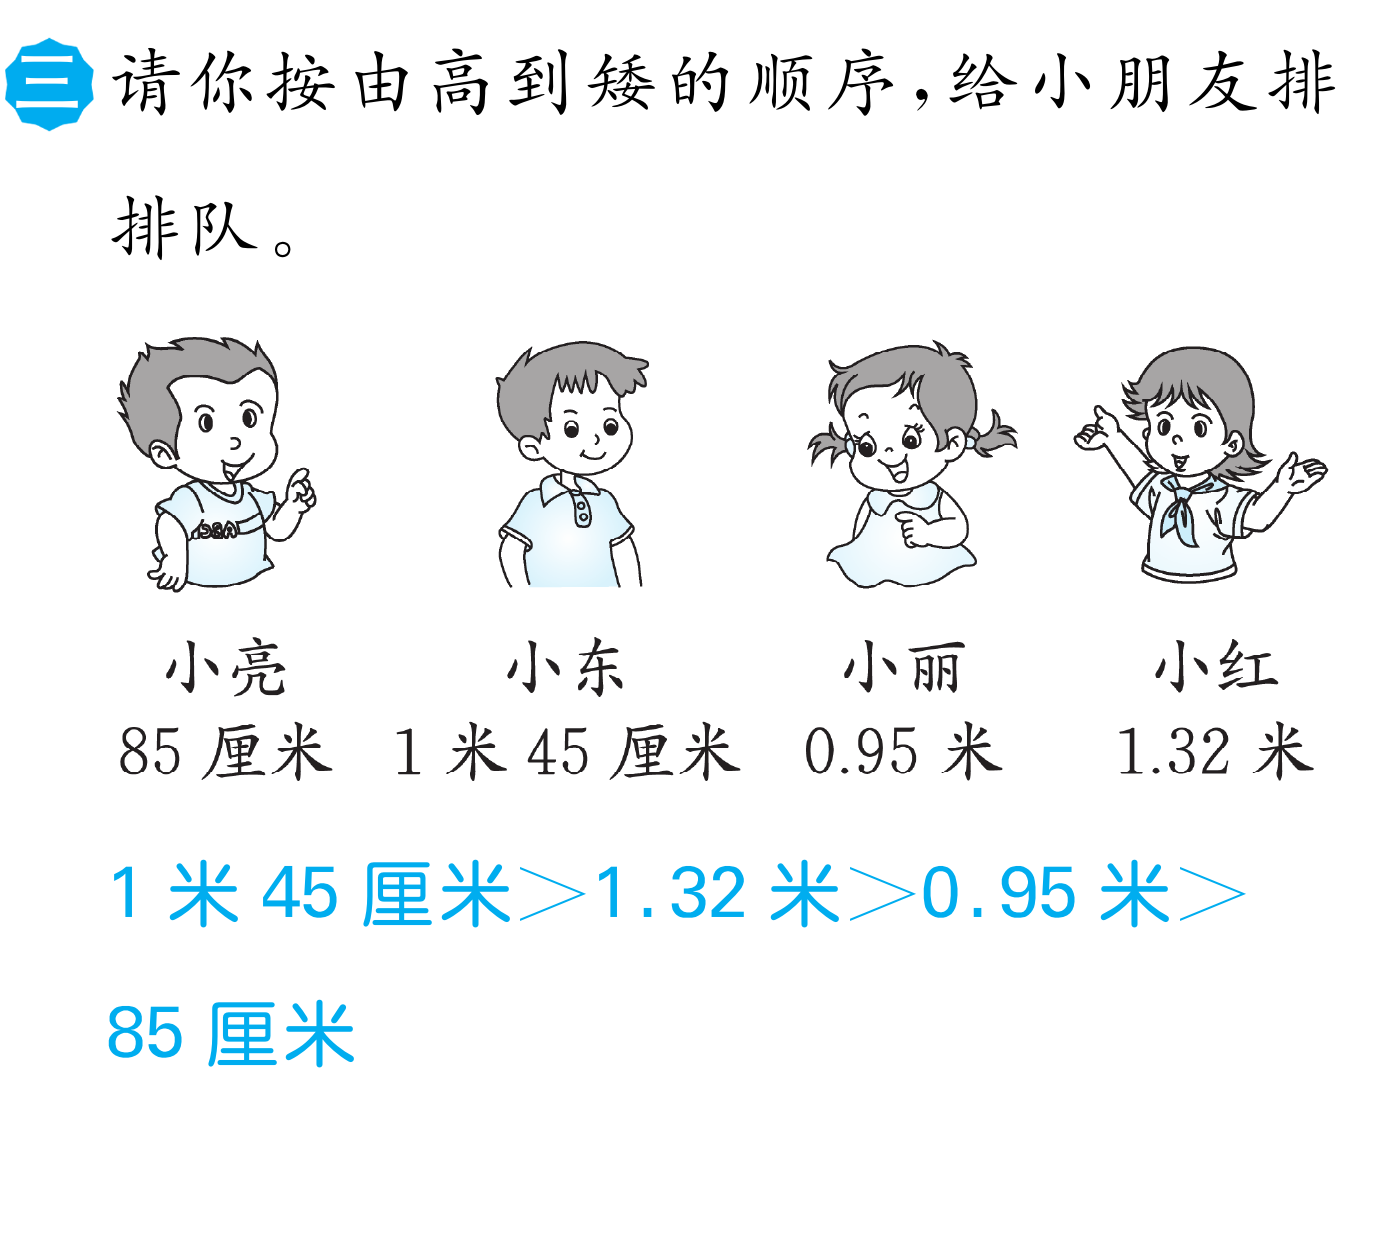 三 请你按由高到矮的顺序,给小朋友排
排队。
小亮 小东 小丽 小红
85 厘米 1 米 45 厘米 0.95 米 1.32 米
1 米 45 厘米>1.32 米>0.95 米>
85 厘米